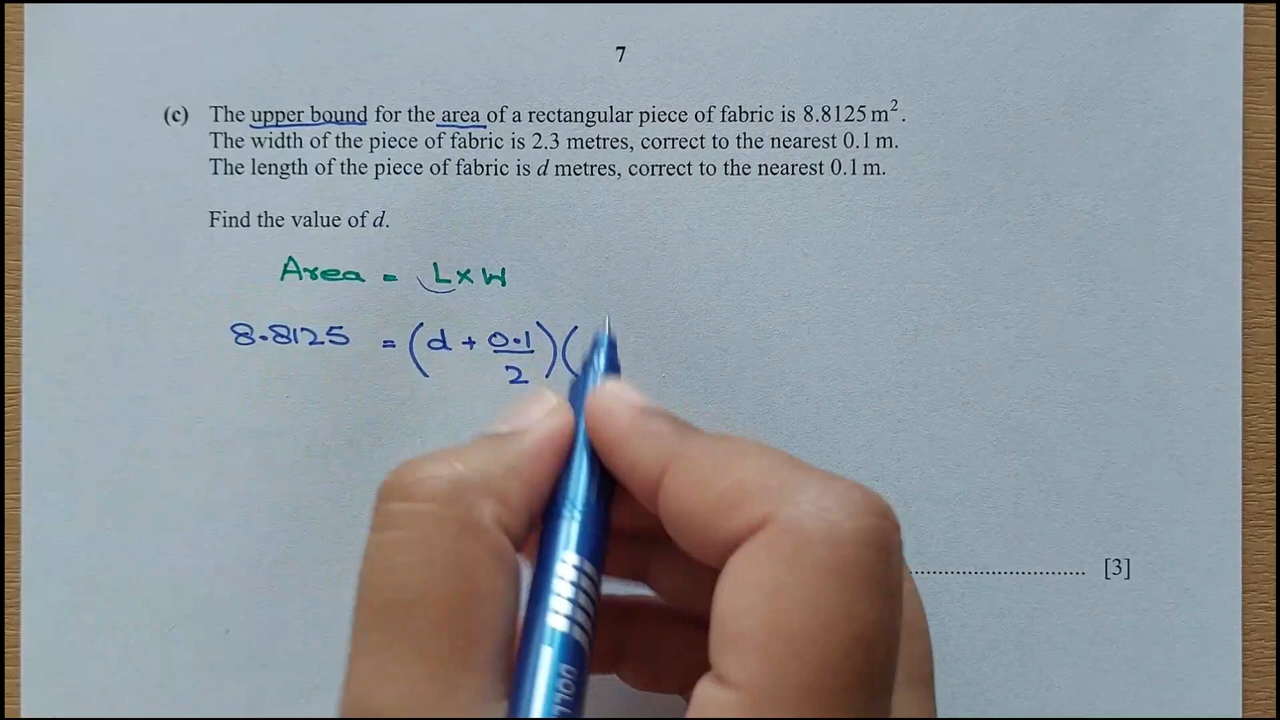 7
(c) The upper bound for the area of a rectangular piece of fabric is 8.8125 m².
The width of the piece of fabric is 2.3 metres, correct to the nearest 0.1 m.
The length of the piece of fabric is d metres, correct to the nearest 0.1 m.
Find the value of d.
Area = L×W
8.8125 = (d + 0.1/2)(
.............................. [3]
DOLL